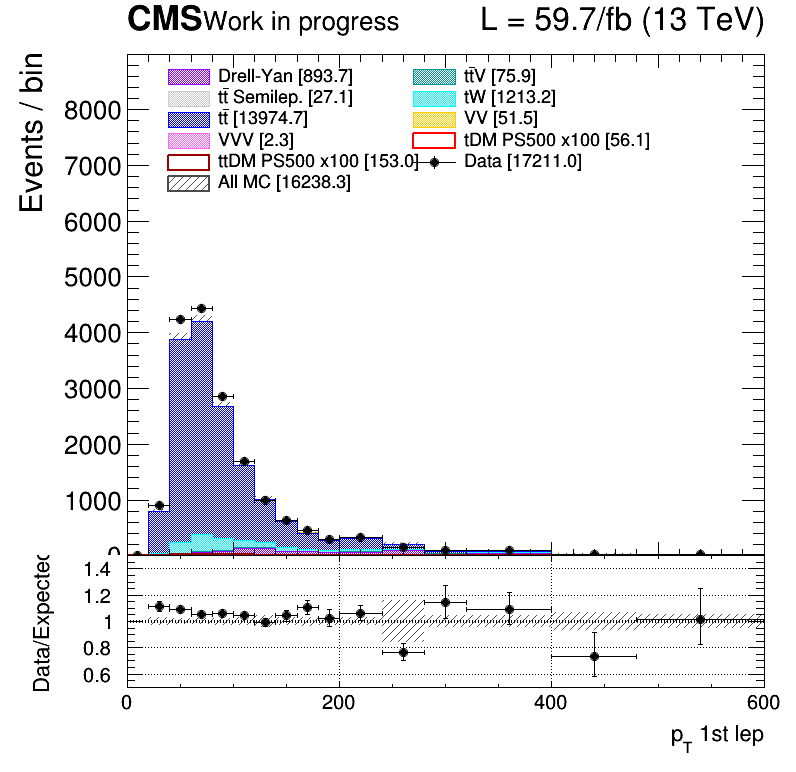 CMS Work in progress L = 59.7/fb (13 TeV)
Events / bin
Drell-Yan [893.7] tt̄V [75.9]
tt̄ Semilep. [27.1] tW [1213.2]
tt̄ [13974.7] VV [51.5]
VVV [2.3] tDM PS500 x100 [56.1]
ttDM PS500 x100 [153.0] Data [17211.0]
All MC [16238.3]
8000
7000
6000
5000
4000
3000
2000
1000
0
Data/Expected
1.4
1.2
1
0.8
0.6
0 200 400 600
p_T 1st lep